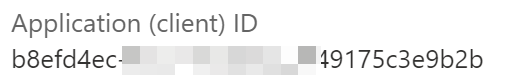 Application (client) ID
b8efd4ec- 49175c3e9b2b